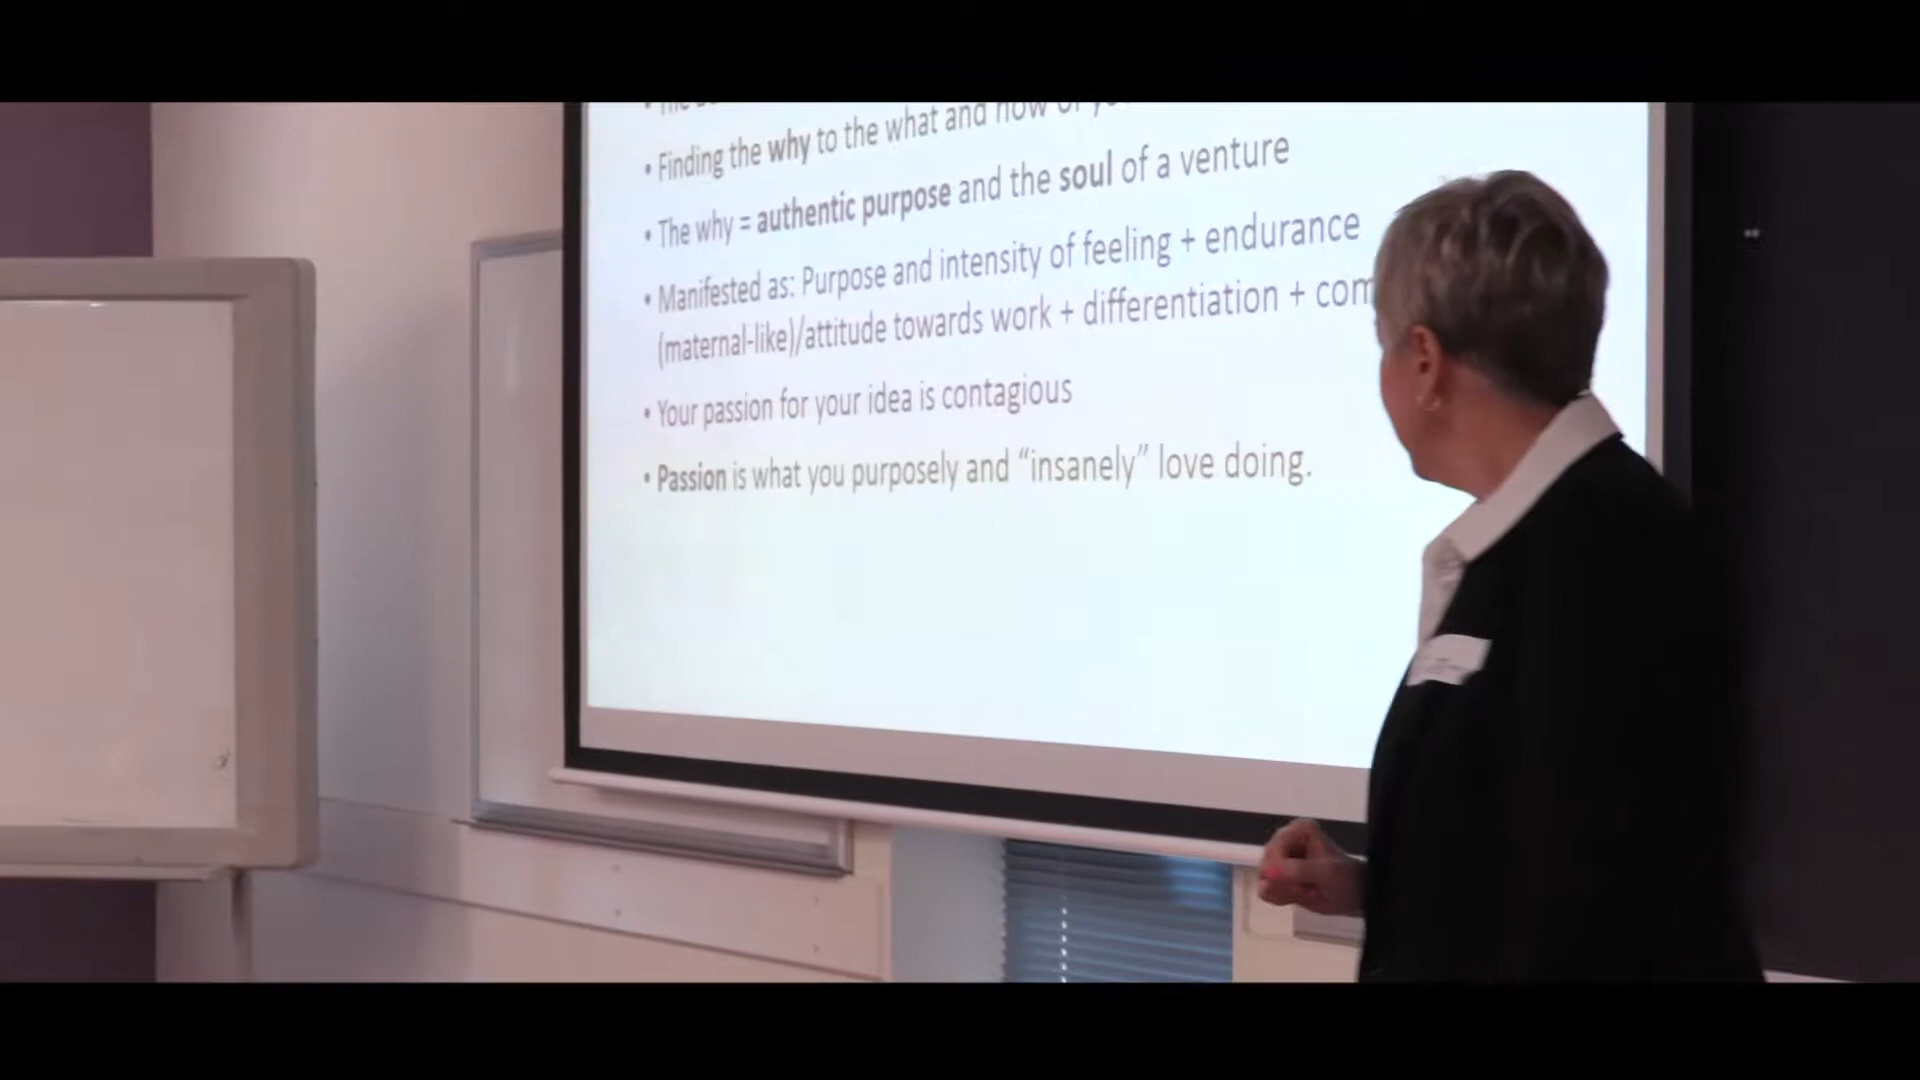 • Finding the why to the what and how of
• The why = authentic purpose and the soul of a venture
• Manifested as: Purpose and intensity of feeling + endurance
(maternal-like)/attitude towards work + differentiation +
• Your passion for your idea is contagious
• Passion is what you purposely and “insanely” love doing.